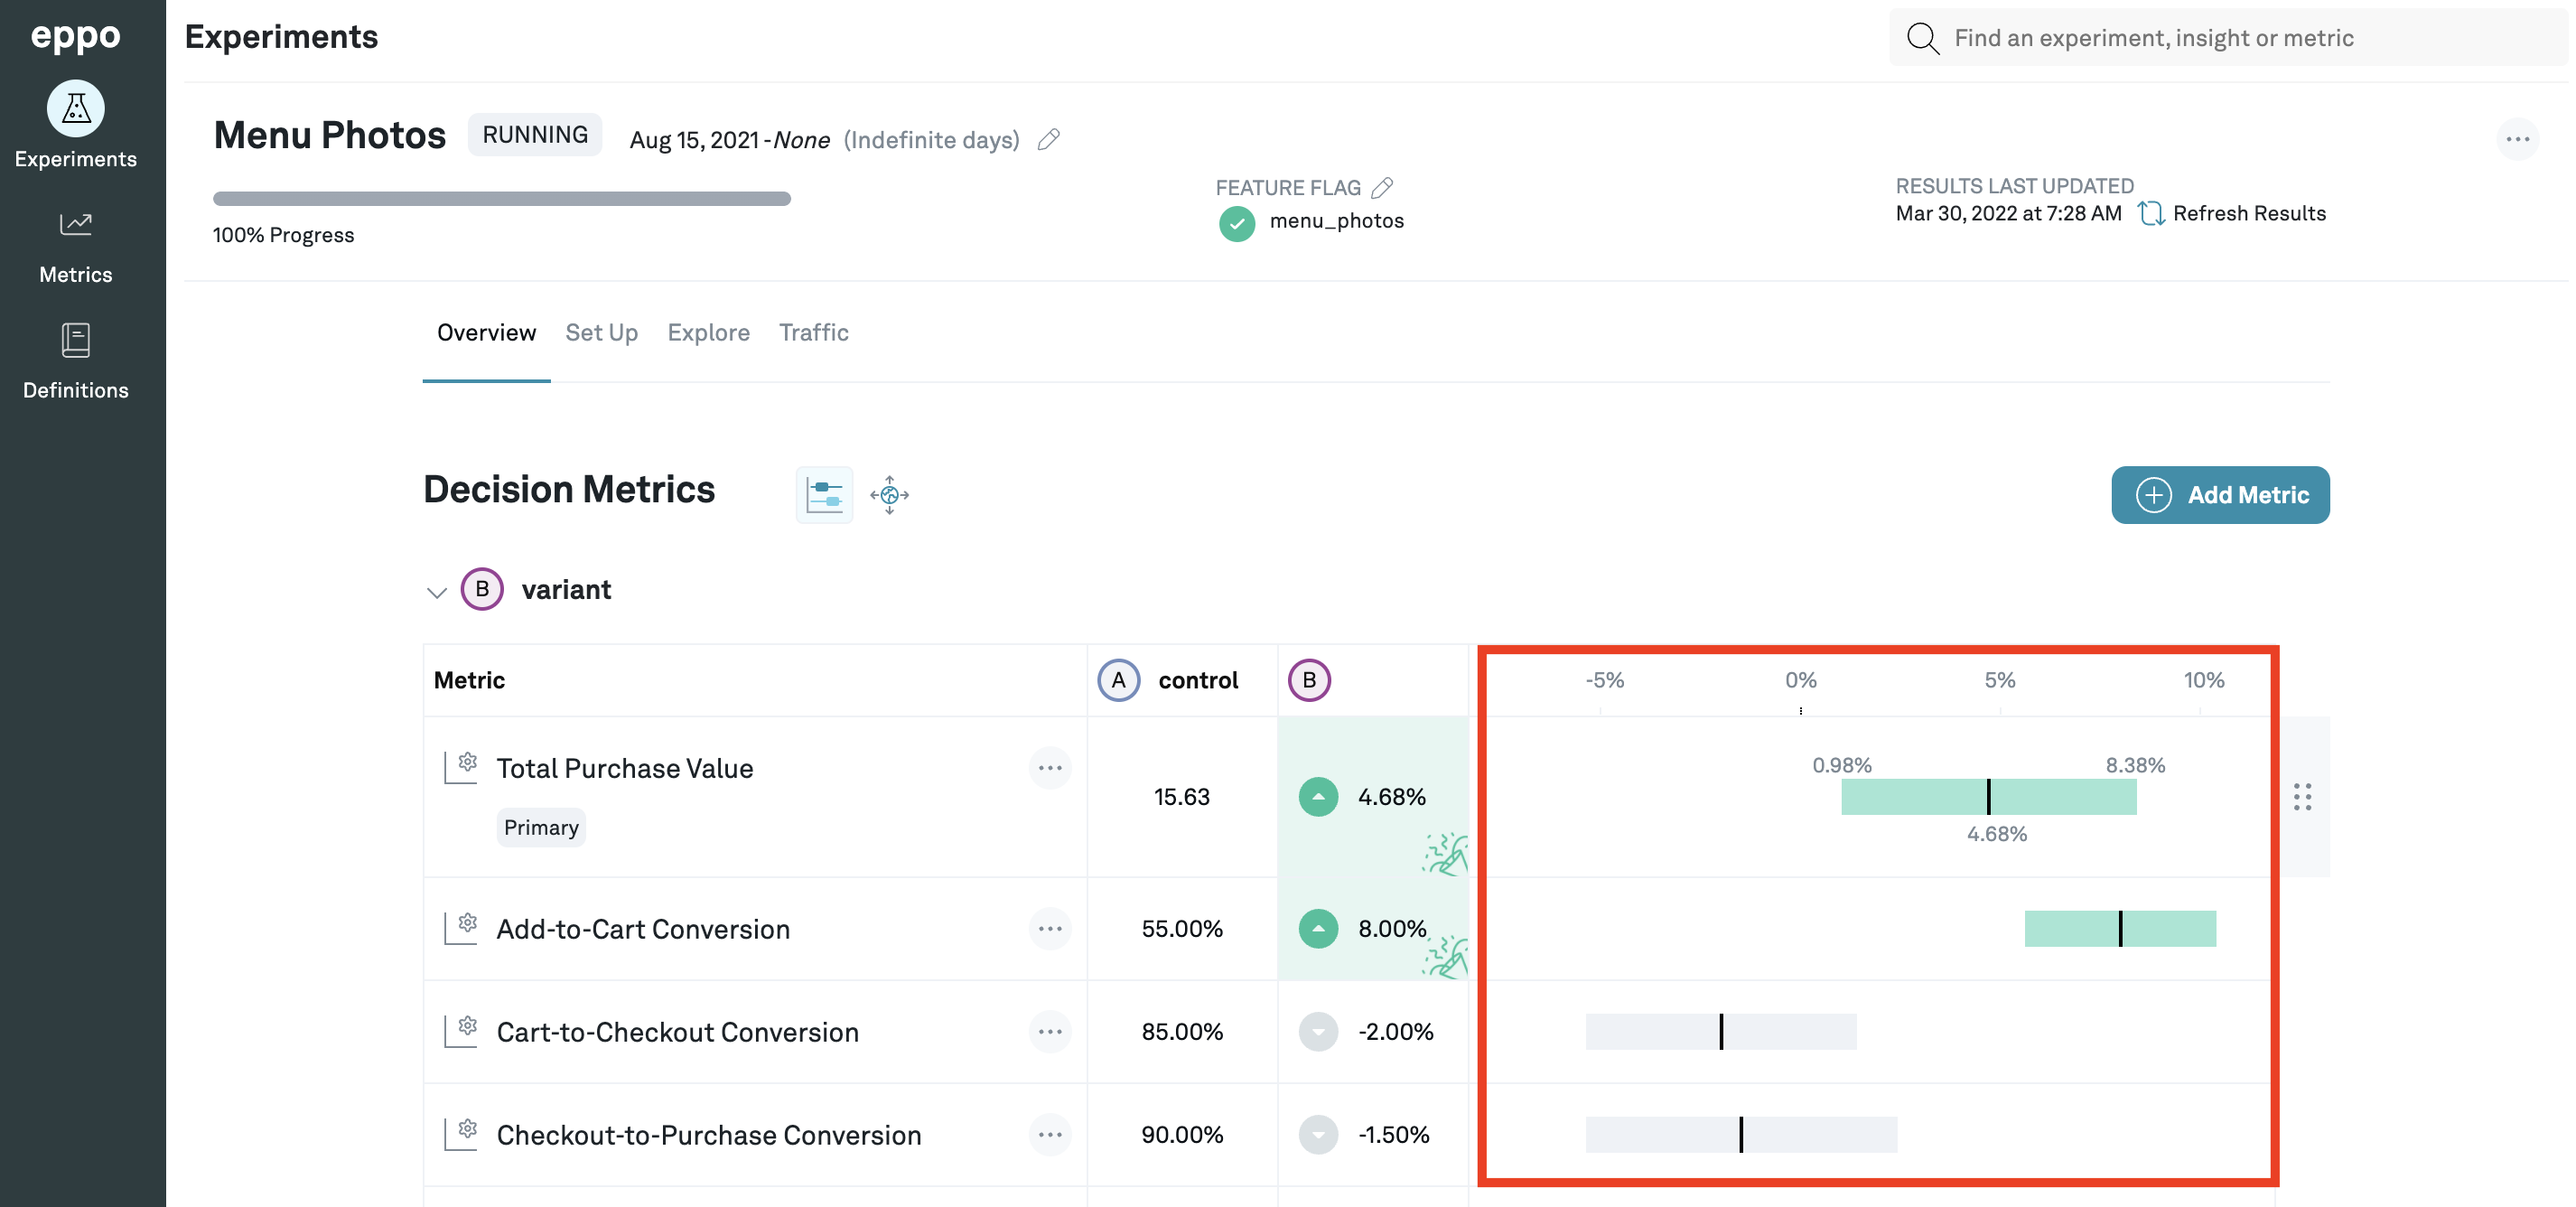 eppo
Experiments
Metrics
Definitions
Experiments
Find an experiment, insight or metric
Menu Photos RUNNING Aug 15, 2021 - None (Indefinite days)
100% Progress
FEATURE FLAG
menu_photos
RESULTS LAST UPDATED
Mar 30, 2022 at 7:28 AM Refresh Results
Overview Set Up Explore Traffic
Decision Metrics
Add Metric
B variant
Metric A control B -5% 0% 5% 10%
Total Purchase Value 15.63 4.68% 0.98% 8.38%
Primary 4.68%
Add-to-Cart Conversion 55.00% 8.00%
Cart-to-Checkout Conversion 85.00% -2.00%
Checkout-to-Purchase Conversion 90.00% -1.50%